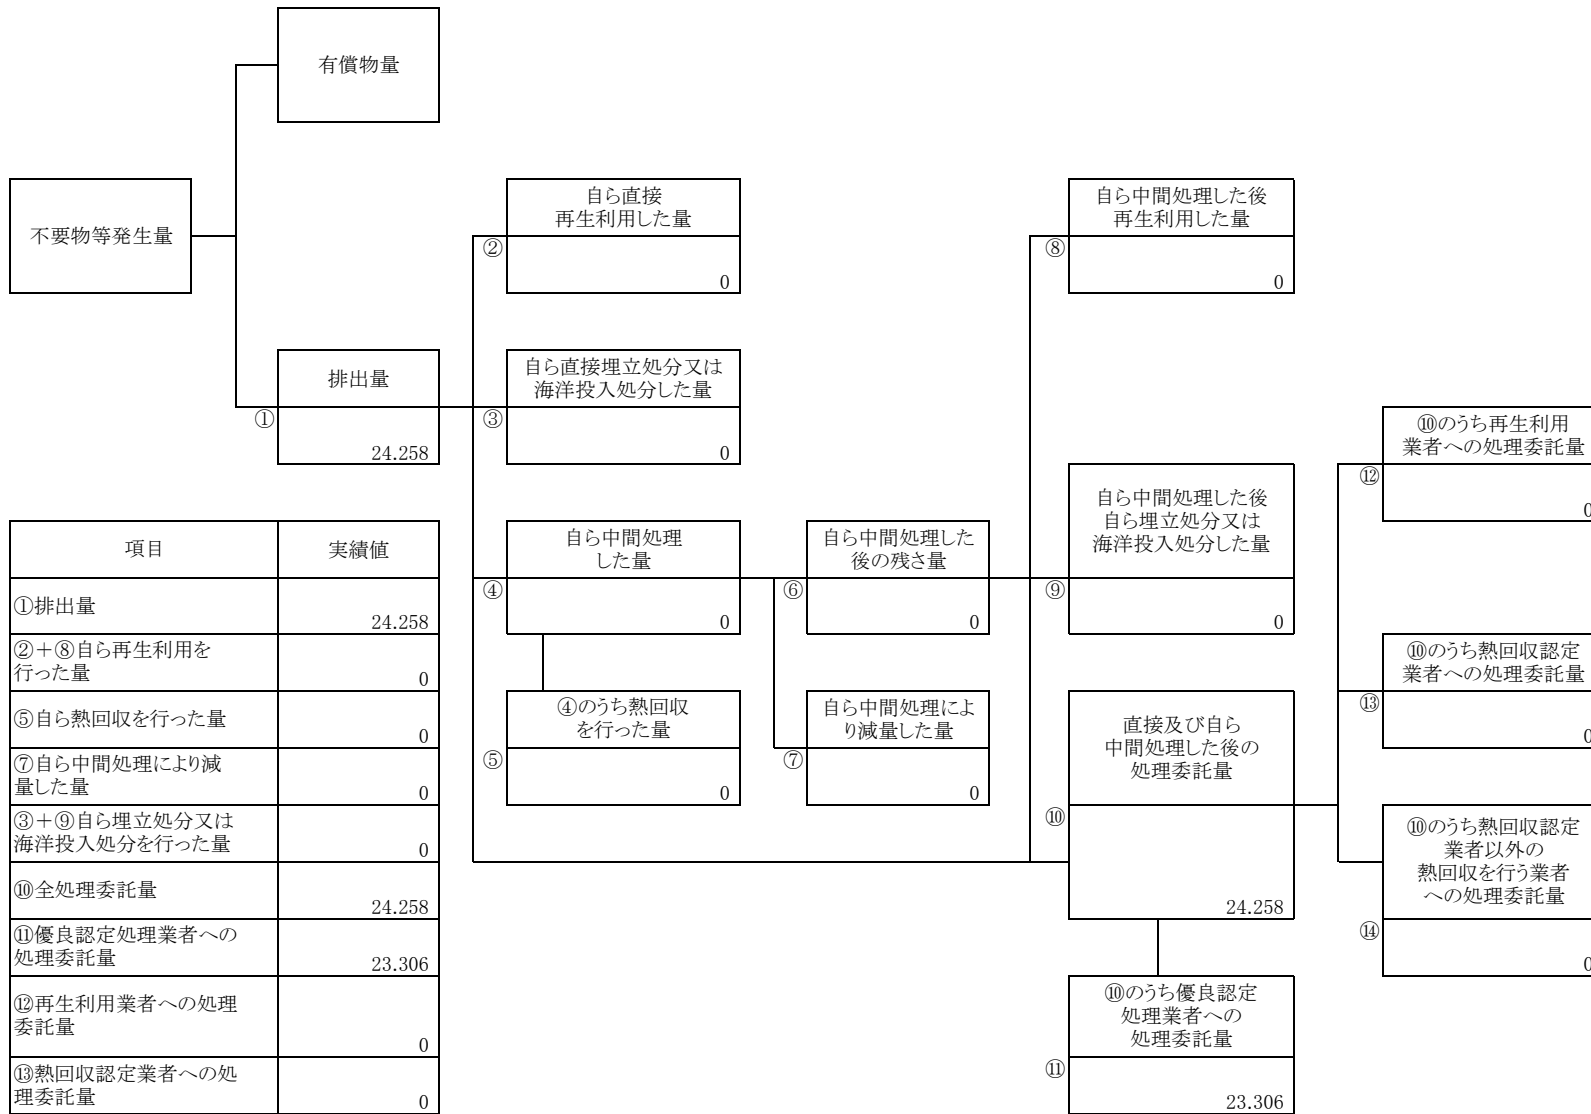 有償物量
不要物等発生量
排出量
①
24.258
自ら直接
再生利用した量
②
0
自ら直接埋立処分又は
海洋投入処分した量
③
0
自ら中間処理
した量
④
0
④のうち熱回収
を行った量
⑤
0
自ら中間処理した
後の残さ量
⑥
0
自ら中間処理によ
り減量した量
⑦
0
自ら中間処理した後
再生利用した量
⑧
0
自ら中間処理した後
自ら埋立処分又は
海洋投入処分した量
⑨
0
直接及び自ら
中間処理した後の
処理委託量
⑩
24.258
⑩のうち優良認定
処理業者への
処理委託量
⑪
23.306
⑩のうち再生利用
業者への処理委託量
⑫
0
⑩のうち熱回収認定
業者への処理委託量
⑬
0
⑩のうち熱回収認定
業者以外の
熱回収を行う業者
への処理委託量
⑭
0
項目 実績値
①排出量
24.258
②＋⑧自ら再生利用を
行った量
0
⑤自ら熱回収を行った量
0
⑦自ら中間処理により減
量した量
0
③＋⑨自ら埋立処分又は
海洋投入処分を行った量
0
⑩全処理委託量
24.258
⑪優良認定処理業者への
処理委託量
23.306
⑫再生利用業者への処理
委託量
0
⑬熱回収認定業者への処
理委託量
0